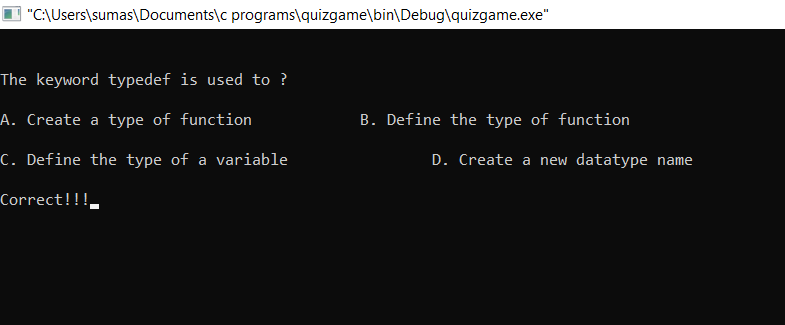 "C:\Users\sumas\Documents\c programs\quizgame\bin\Debug\quizgame.exe"
The keyword typedef is used to ?
A. Create a type of function B. Define the type of function
C. Define the type of a variable D. Create a new datatype name
Correct!!!